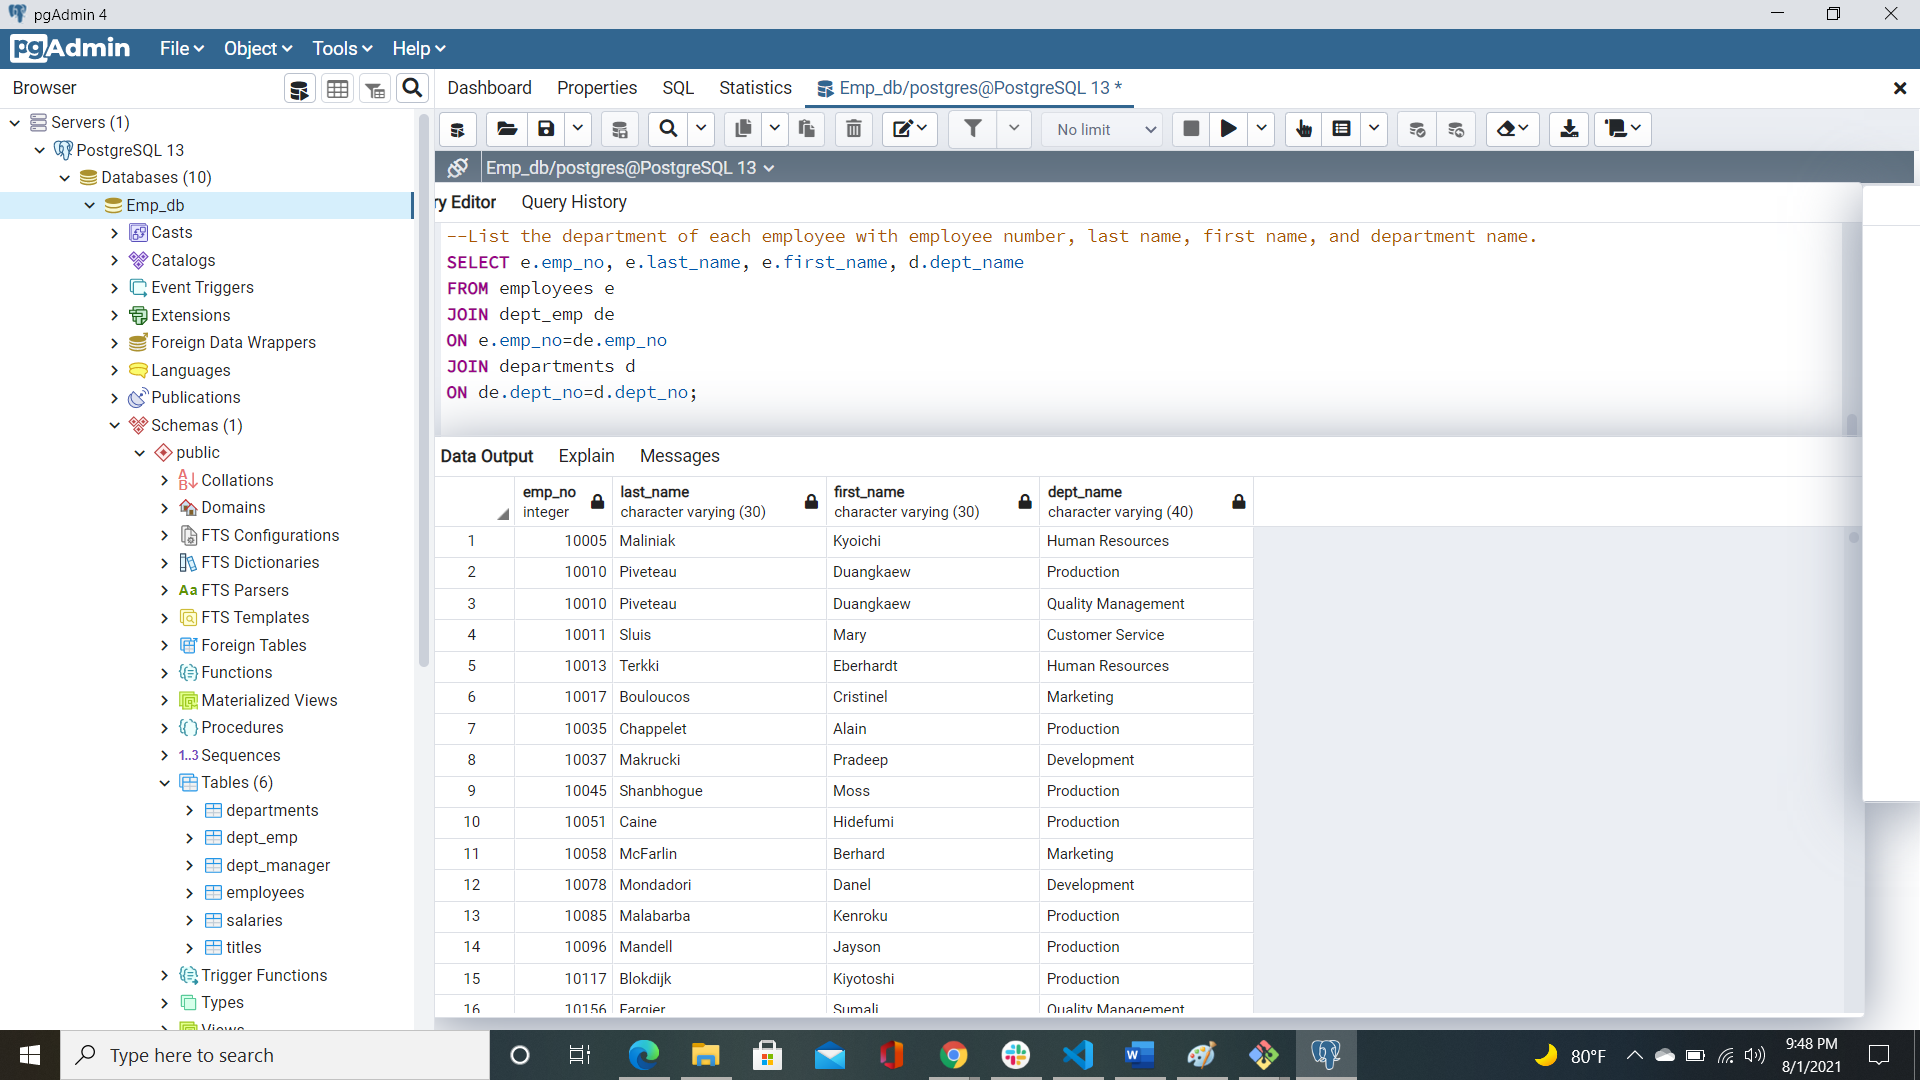 pgAdmin 4
pgAdmin File Object Tools Help
Browser
Dashboard Properties SQL Statistics Emp_db/postgres@PostgreSQL 13 *
No limit
Emp_db/postgres@PostgreSQL 13
Servers (1)
PostgreSQL 13
Databases (10)
Emp_db
Casts
Catalogs
Event Triggers
Extensions
Foreign Data Wrappers
Languages
Publications
Schemas (1)
public
Collations
Domains
FTS Configurations
FTS Dictionaries
Aa FTS Parsers
FTS Templates
Foreign Tables
Functions
Materialized Views
Procedures
1..3 Sequences
Tables (6)
departments
dept_emp
dept_manager
employees
salaries
titles
Trigger Functions
Types
Views
ry Editor Query History
--List the department of each employee with employee number, last name, first name, and department name.
SELECT e.emp_no, e.last_name, e.first_name, d.dept_name
FROM employees e
JOIN dept_emp de
ON e.emp_no=de.emp_no
JOIN departments d
ON de.dept_no=d.dept_no;
Data Output Explain Messages
emp_no last_name first_name dept_name
integer character varying (30) character varying (30) character varying (40)
1 10005 Maliniak Kyoichi Human Resources
2 10010 Piveteau Duangkaew Production
3 10010 Piveteau Duangkaew Quality Management
4 10011 Sluis Mary Customer Service
5 10013 Terkki Eberhardt Human Resources
6 10017 Bouloucos Cristinel Marketing
7 10035 Chappelet Alain Production
8 10037 Makrucki Pradeep Development
9 10045 Shanbhogue Moss Production
10 10051 Caine Hidefumi Production
11 10058 McFarlin Berhard Marketing
12 10078 Mondadori Danel Development
13 10085 Malabarba Kenroku Production
14 10096 Mandell Jayson Production
15 10117 Blokdijk Kiyotoshi Production
16 10156 Fargier Sumali Quality Management
Type here to search
80°F
9:48 PM
8/1/2021